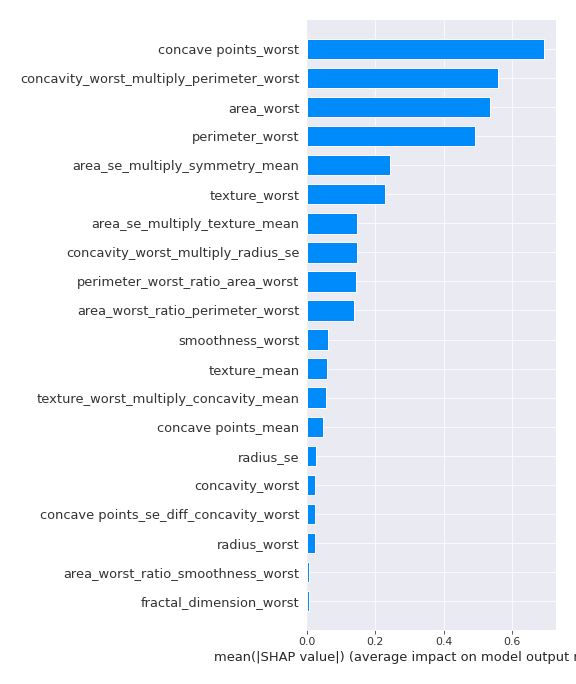 concave points_worst
concavity_worst_multiply_perimeter_worst
area_worst
perimeter_worst
area_se_multiply_symmetry_mean
texture_worst
area_se_multiply_texture_mean
concavity_worst_multiply_radius_se
perimeter_worst_ratio_area_worst
area_worst_ratio_perimeter_worst
smoothness_worst
texture_mean
texture_worst_multiply_concavity_mean
concave points_mean
radius_se
concavity_worst
concave points_se_diff_concavity_worst
radius_worst
area_worst_ratio_smoothness_worst
fractal_dimension_worst
0.0 0.2 0.4 0.6
mean(|SHAP value|) (average impact on model output